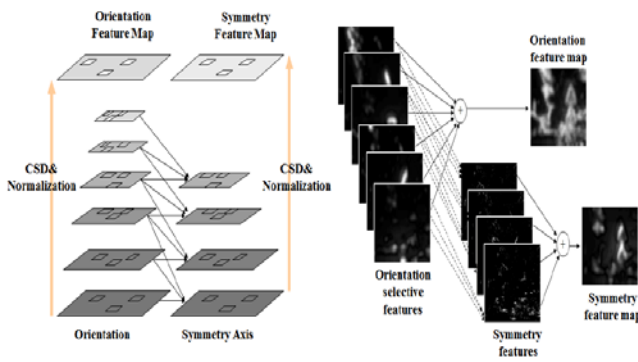 Orientation
Feature Map
Symmetry
Feature Map
CSD&
Normalization
CSD&
Normalization
Orientation
Symmetry Axis
Orientation
feature map
+
Orientation
selective
features
+
Symmetry
features
Symmetry
feature map